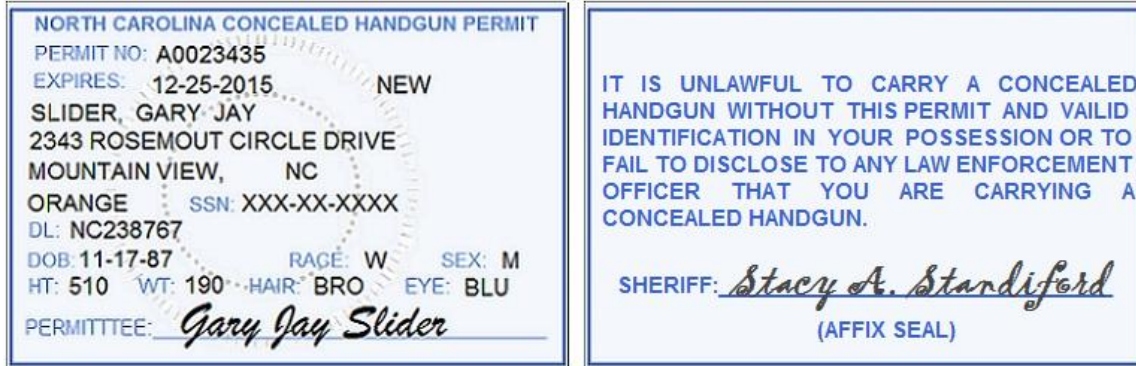 NORTH CAROLINA CONCEALED HANDGUN PERMIT
PERMIT NO: A0023435
EXPIRES: 12-25-2015 NEW
SLIDER, GARY JAY
2343 ROSEMOUT CIRCLE DRIVE
MOUNTAIN VIEW, NC
ORANGE SSN: XXX-XX-XXXX
DL: NC238767
DOB: 11-17-87 RACE: W SEX: M
HT: 510 WT: 190 HAIR: BRO EYE: BLU
PERMITTTEE: Gary Jay Slider
IT IS UNLAWFUL TO CARRY A CONCEALED
HANDGUN WITHOUT THIS PERMIT AND VAILID
IDENTIFICATION IN YOUR POSSESSION OR TO
FAIL TO DISCLOSE TO ANY LAW ENFORCEMENT
OFFICER THAT YOU ARE CARRYING A
CONCEALED HANDGUN.
SHERIFF: Stacy A. Standiford
(AFFIX SEAL)